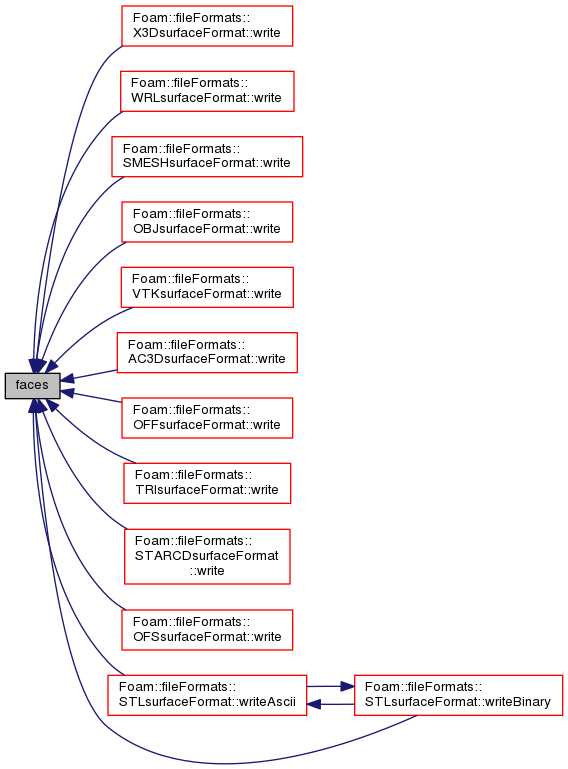 Foam::fileFormats::
X3DsurfaceFormat::write
Foam::fileFormats::
WRLsurfaceFormat::write
Foam::fileFormats::
SMESHsurfaceFormat::write
Foam::fileFormats::
OBJsurfaceFormat::write
Foam::fileFormats::
VTKsurfaceFormat::write
Foam::fileFormats::
AC3DsurfaceFormat::write
faces
Foam::fileFormats::
OFFsurfaceFormat::write
Foam::fileFormats::
TRIsurfaceFormat::write
Foam::fileFormats::
STARCDsurfaceFormat
::write
Foam::fileFormats::
OFSsurfaceFormat::write
Foam::fileFormats::
STLsurfaceFormat::writeAscii
Foam::fileFormats::
STLsurfaceFormat::writeBinary